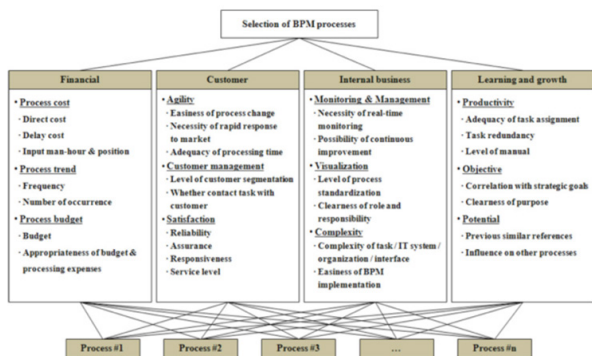 Selection of BPM processes
Financial
• Process cost
· Direct cost
· Delay cost
· Input man-hour & position
• Process trend
· Frequency
· Number of occurrence
• Process budget
· Budget
· Appropriateness of budget &
processing expenses
Customer
• Agility
· Easiness of process change
· Necessity of rapid response
to market
· Adequacy of processing time
• Customer management
· Level of customer segmentation
· Whether contact task with
customer
• Satisfaction
· Reliability
· Assurance
· Responsiveness
· Service level
Internal business
• Monitoring & Management
· Necessity of real-time
monitoring
· Possibility of continuous
improvement
• Visualization
· Level of process
standardization
· Clearness of role and
responsibility
• Complexity
· Complexity of task / IT system /
organization / interface
· Easiness of BPM
implementation
Learning and growth
• Productivity
· Adequacy of task assignment
· Task redundancy
· Level of manual
• Objective
· Correlation with strategic goals
· Clearness of purpose
• Potential
· Previous similar references
· Influence on other processes
Process #1
Process #2
Process #3
…
Process #n